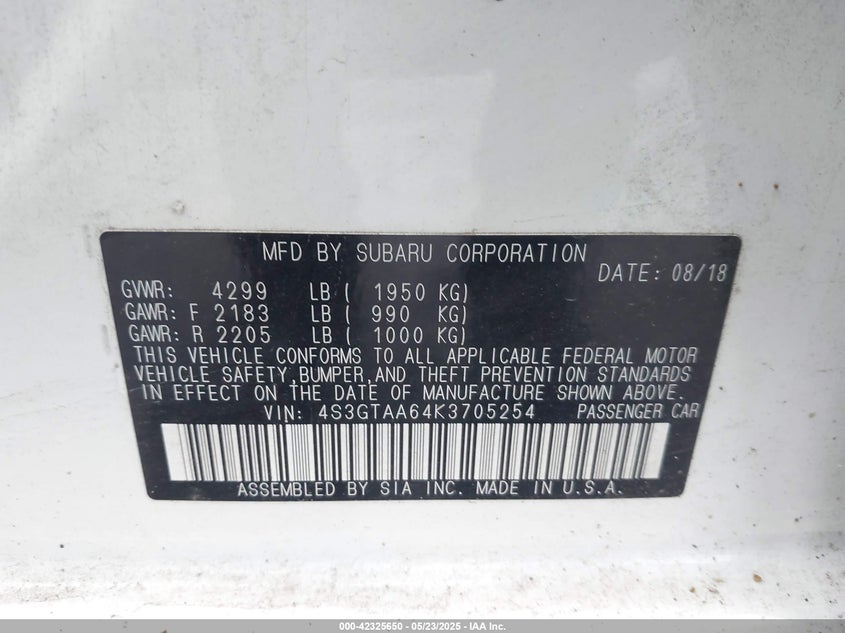 MFD BY SUBARU CORPORATION
DATE: 08/18
GVWR: 4299 LB ( 1950 KG)
GAWR: F 2183 LB ( 990 KG)
GAWR: R 2205 LB ( 1000 KG)
THIS VEHICLE CONFORMS TO ALL APPLICABLE FEDERAL MOTOR
VEHICLE SAFETY,BUMPER,AND THEFT PREVENTION STANDARDS
IN EFFECT ON THE DATE OF MANUFACTURE SHOWN ABOVE.
VIN: 4S3GTAA64K3705254 PASSENGER CAR
ASSEMBLED BY SIA INC. MADE IN U.S.A.
000-42325650 - 05/23/2025 - IAA Inc.